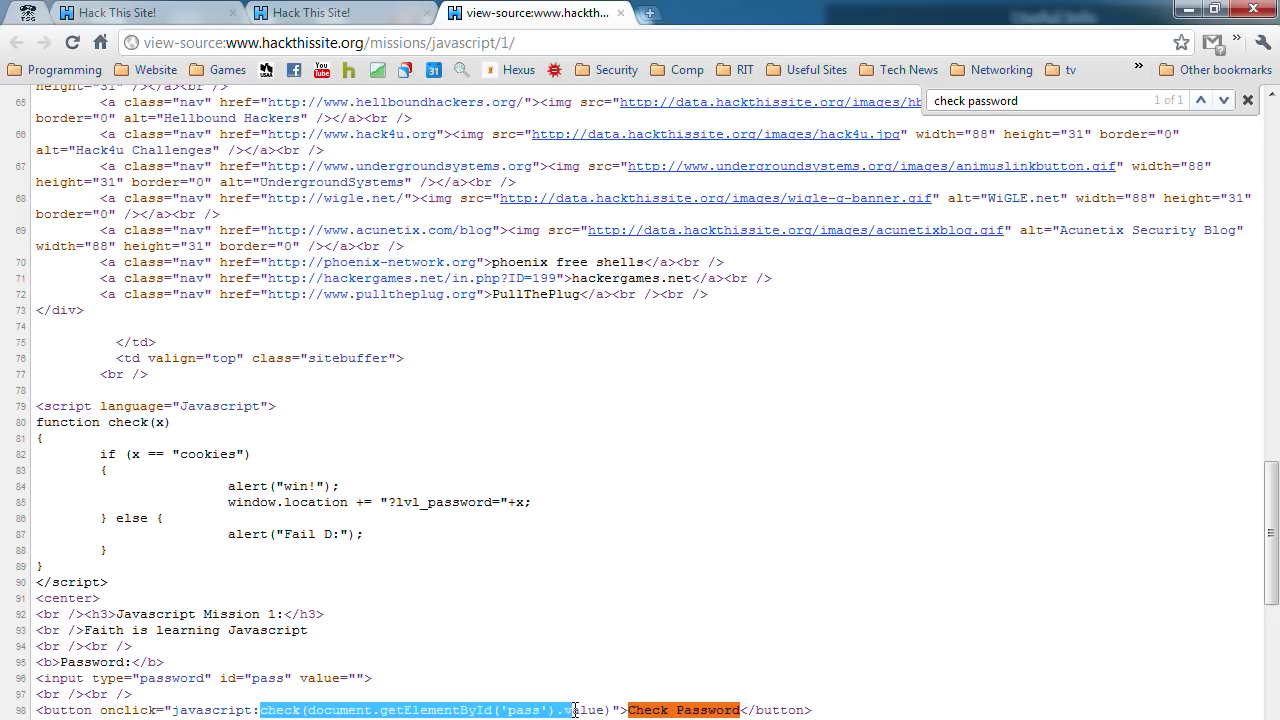 Hack This Site!
Hack This Site!
view-source:www.hackth...
view-source:www.hackthissite.org/missions/javascript/1/
Programming
Website
Games
You Tube
31
Hexus
Security
Comp
RIT
Useful Sites
Tech News
Networking
tv
»
Other bookmarks
check password 1 of 1
height="31" /></a><br />
65 <a class="nav" href="http://www.hellboundhackers.org/"><img src="http://data.hackthissite.org/images/hb
border="0" alt="Hellbound Hackers" /></a><br />
66 <a class="nav" href="http://www.hack4u.org"><img src="http://data.hackthissite.org/images/hack4u.jpg" width="88" height="31" border="0"
alt="Hack4u Challenges" /></a><br />
67 <a class="nav" href="http://www.undergroundsystems.org"><img src="http://www.undergroundsystems.org/images/animuslinkbutton.gif" width="88"
height="31" border="0" alt="UndergroundSystems" /></a><br />
68 <a class="nav" href="http://wigle.net/"><img src="http://data.hackthissite.org/images/wigle-g-banner.gif" alt="WiGLE.net" width="88" height="31"
border="0" /></a><br />
69 <a class="nav" href="http://www.acunetix.com/blog"><img src="http://data.hackthissite.org/images/acunetixblog.gif" alt="Acunetix Security Blog"
width="88" height="31" border="0" /></a><br />
70 <a class="nav" href="http://phoenix-network.org">phoenix free shells</a><br />
71 <a class="nav" href="http://hackergames.net/in.php?ID=199">hackergames.net</a><br />
72 <a class="nav" href="http://www.pulltheplug.org">PullThePlug</a><br /><br />
73 </div>
74
75 </td>
76 <td valign="top" class="sitebuffer">
77 <br />
78
79 <script language="Javascript">
80 function check(x)
81 {
82 if (x == "cookies")
83 {
84 alert("win!");
85 window.location += "?lvl_password="+x;
86 } else {
87 alert("Fail D:");
88 }
89 }
90 </script>
91 <center>
92 <br /><h3>Javascript Mission 1:</h3>
93 <br />Faith is learning Javascript
94 <br /><br />
95 <b>Password:</b>
96 <input type="password" id="pass" value="">
97 <br /><br />
98 <button onclick="javascript:check(document.getElementById('pass').value)">Check Password</button>